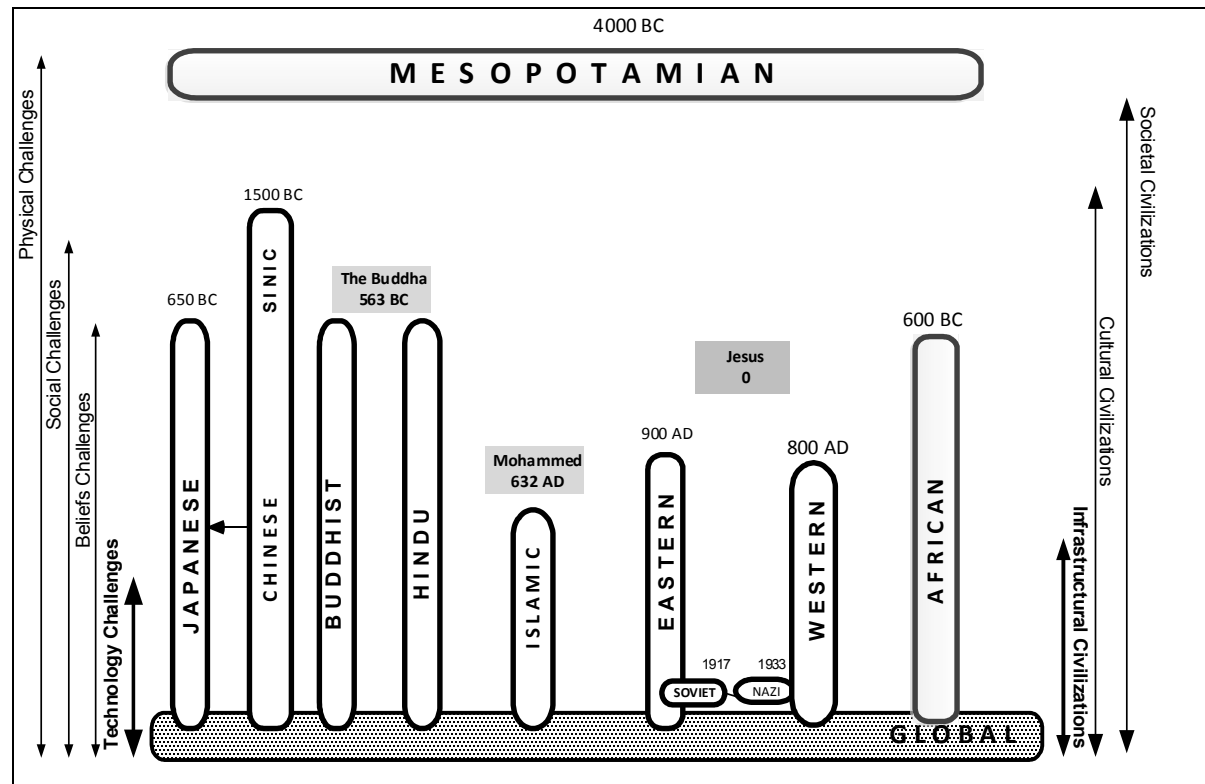 4000 BC
MESOPOTAMIAN
Physical Challenges
Social Challenges
Beliefs Challenges
Technology Challenges
650 BC
JAPANESE
1500 BC
SINIC
CHINESE
The Buddha
563 BC
BUDDHIST
HINDU
Mohammed
632 AD
ISLAMIC
900 AD
EASTERN
Jesus
0
800 AD
WESTERN
1917
SOVIET
1933
NAZI
600 BC
AFRICAN
GLOBAL
Infrastructural Civilizations
Cultural Civilizations
Societal Civilizations